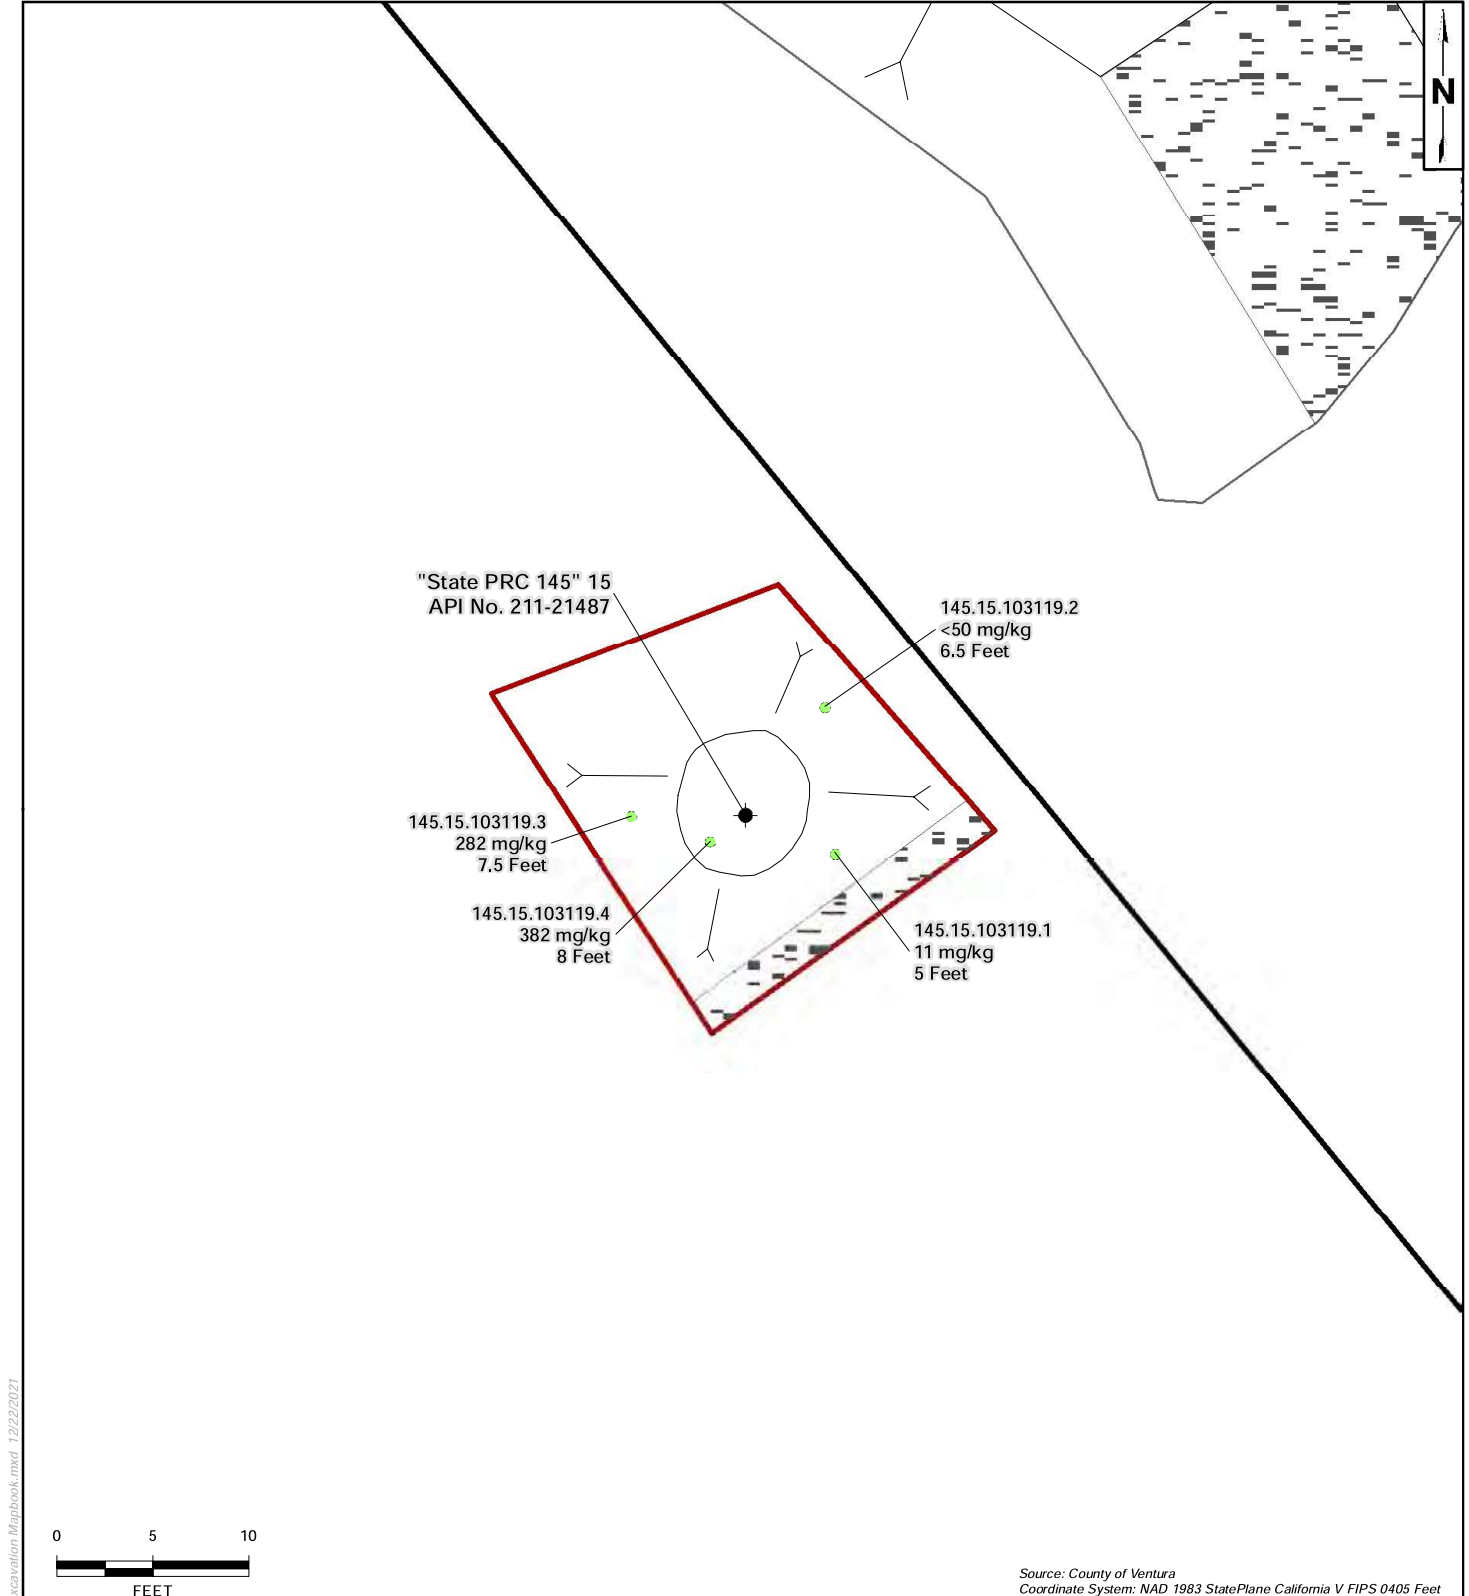 N
"State PRC 145" 15
API No. 211-21487
145.15.103119.2
<50 mg/kg
6.5 Feet
145.15.103119.3
282 mg/kg
7.5 Feet
145.15.103119.4
382 mg/kg
8 Feet
145.15.103119.1
11 mg/kg
5 Feet
xcavation Mapbook.mxd 12/22/2021
0 5 10
FEET
Source: County of Ventura
Coordinate System: NAD 1983 StatePlane California V FIPS 0405 Feet